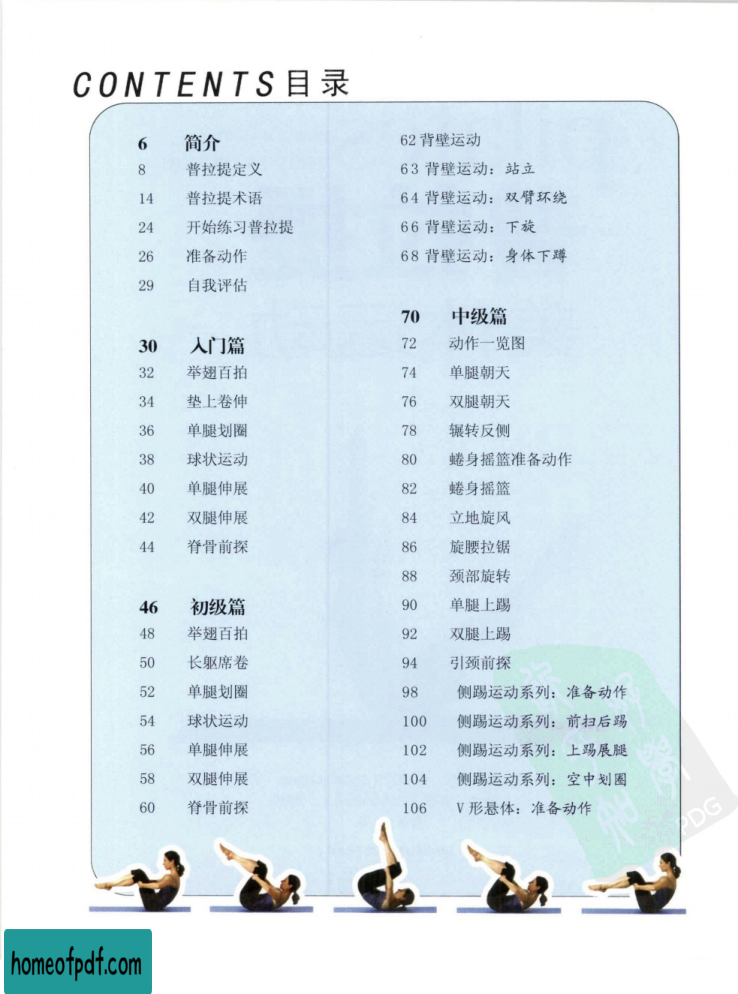 CONTENTS目录
6 简介
8 普拉提定义
14 普拉提术语
24 开始练习普拉提
26 准备动作
29 自我评估
30 入门篇
32 举翅百拍
34 垫上卷伸
36 单腿划圈
38 球状运动
40 单腿伸展
42 双腿伸展
44 脊骨前探
46 初级篇
48 举翅百拍
50 长躯席卷
52 单腿划圈
54 球状运动
56 单腿伸展
58 双腿伸展
60 脊骨前探
62 背壁运动
63 背壁运动：站立
64 背壁运动：双臂环绕
66 背壁运动：下旋
68 背壁运动：身体下蹲
70 中级篇
72 动作一览图
74 单腿朝天
76 双腿朝天
78 辗转反侧
80 蜷身摇篮准备动作
82 蜷身摇篮
84 立地旋风
86 旋腰拉锯
88 颈部旋转
90 单腿上踢
92 双腿上踢
94 引颈前探
98 侧踢运动系列：准备动作
100 侧踢运动系列：前扫后踢
102 侧踢运动系列：上踢展腿
104 侧踢运动系列：空中划圈
106 V 形悬体：准备动作
PDG
homeofpdf.com